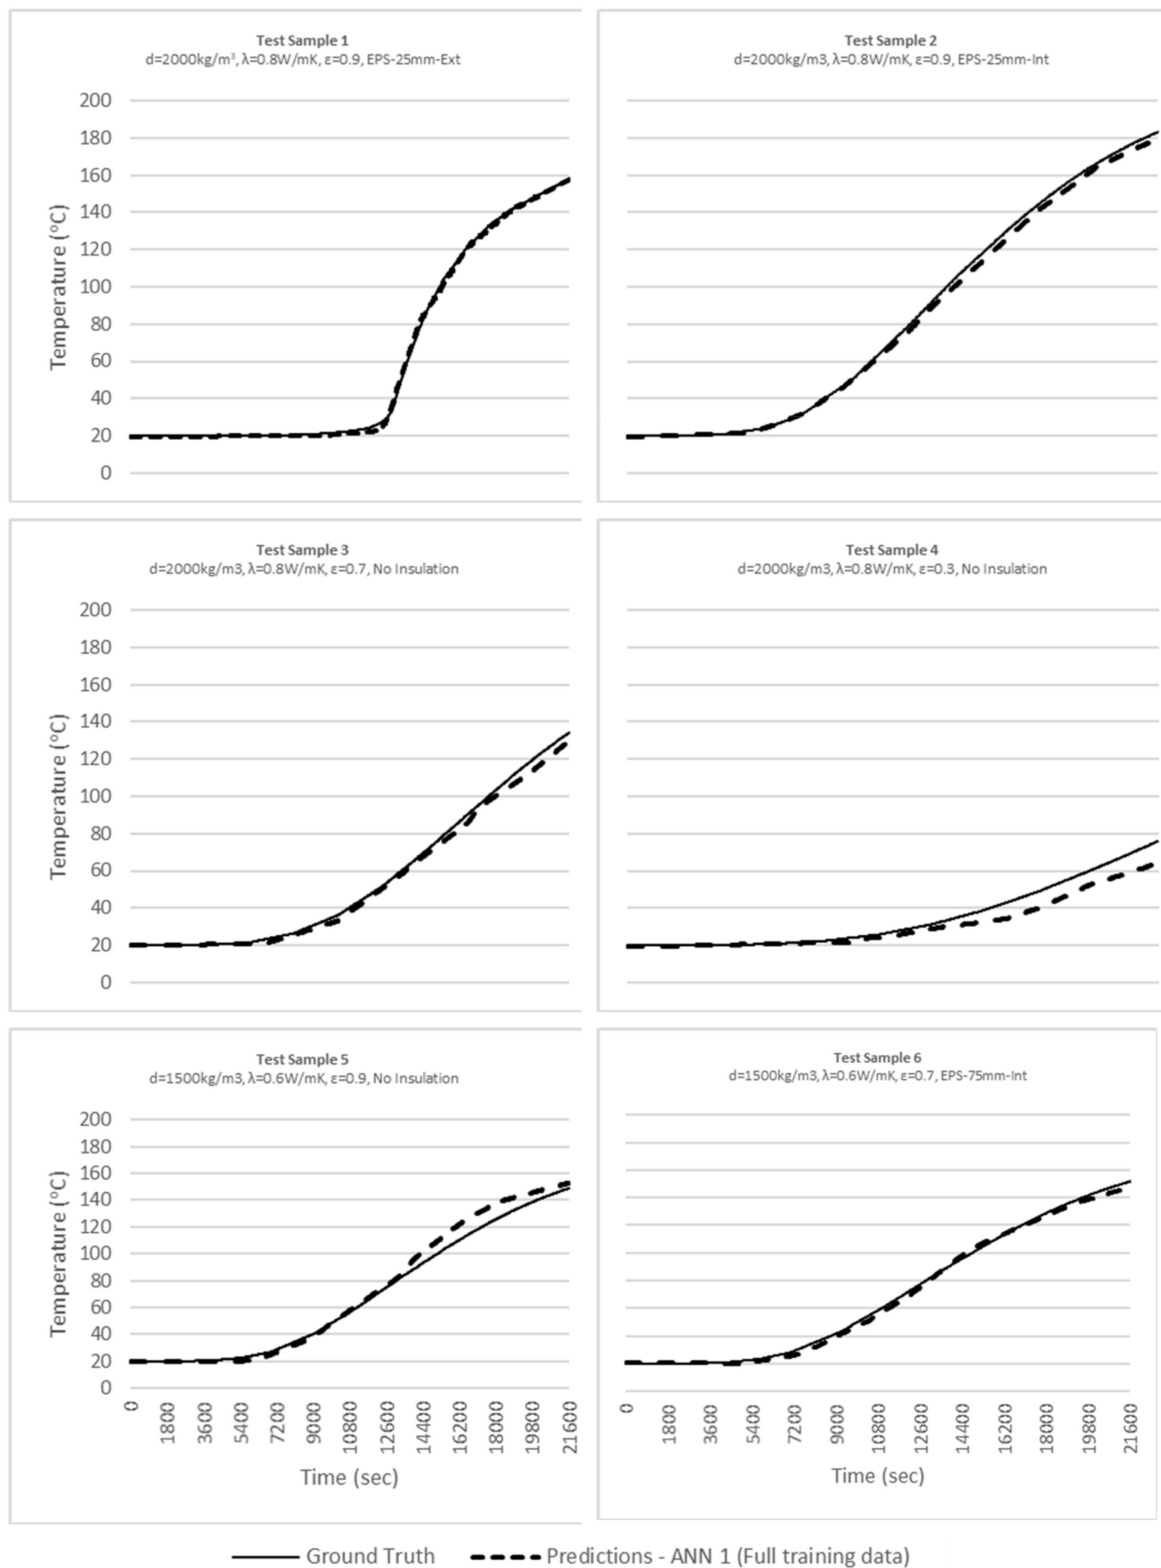 Test Sample 1
d=2000kg/m³, λ=0.8W/mK, ε=0.9, EPS-25mm-Ext
200
180
160
140
120
100
80
60
40
20
0
Temperature (°C)
Test Sample 2
d=2000kg/m3, λ=0.8W/mK, ε=0.9, EPS-25mm-Int
Test Sample 3
d=2000kg/m3, λ=0.8W/mK, ε=0.7, No Insulation
200
180
160
140
120
100
80
60
40
20
0
Temperature (°C)
Test Sample 4
d=2000kg/m3, λ=0.8W/mK, ε=0.3, No Insulation
Test Sample 5
d=1500kg/m3, λ=0.6W/mK, ε=0.9, No Insulation
200
180
160
140
120
100
80
60
40
20
0
Temperature (°C)
0 1800 3600 5400 7200 9000 10800 12600 14400 16200 18000 19800 21600
Time (sec)
Test Sample 6
d=1500kg/m3, λ=0.6W/mK, ε=0.7, EPS-75mm-Int
0 1800 3600 5400 7200 9000 10800 12600 14400 16200 18000 19800 21600
Time (sec)
Ground Truth Predictions - ANN 1 (Full training data)